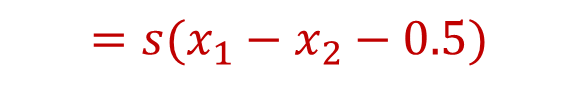 = s(x₁ − x₂ − 0.5)